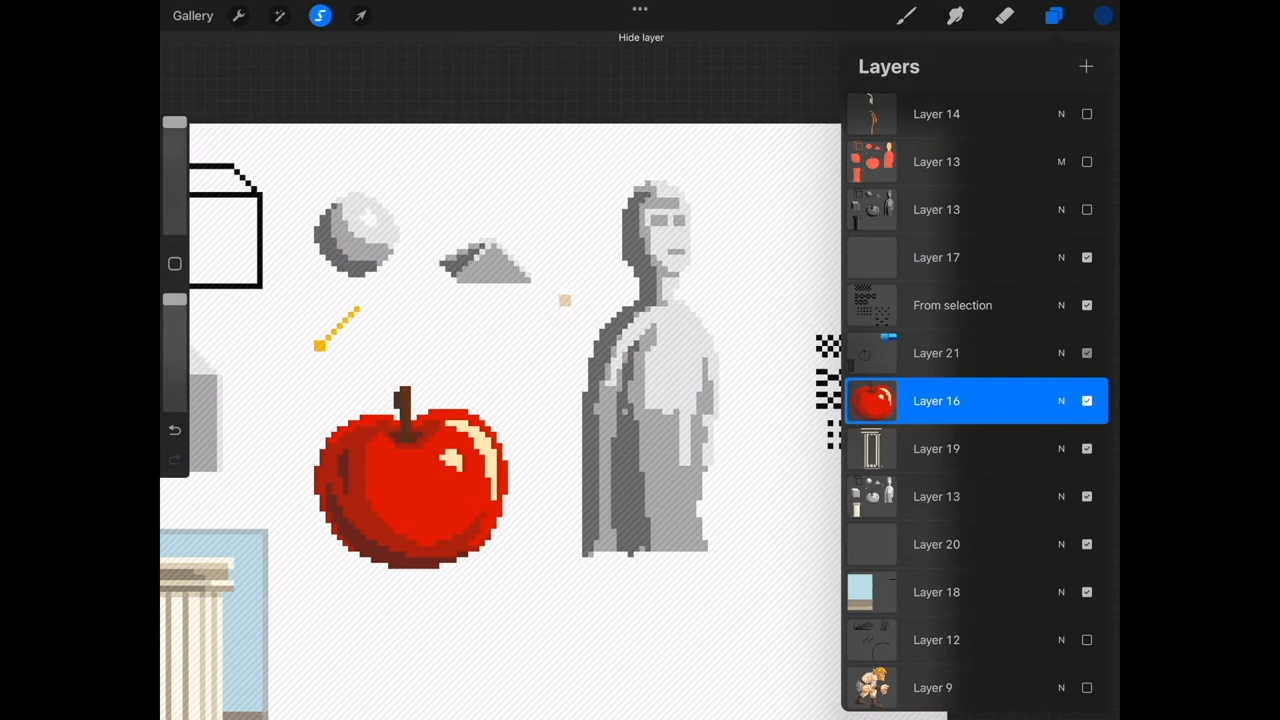 Gallery
Hide layer
Layers
Layer 14 N
Layer 13 M
Layer 13 N
Layer 17 N
From selection N
Layer 21 N
Layer 16 N
Layer 19 N
Layer 13 N
Layer 20 N
Layer 18 N
Layer 12 N
Layer 9 N